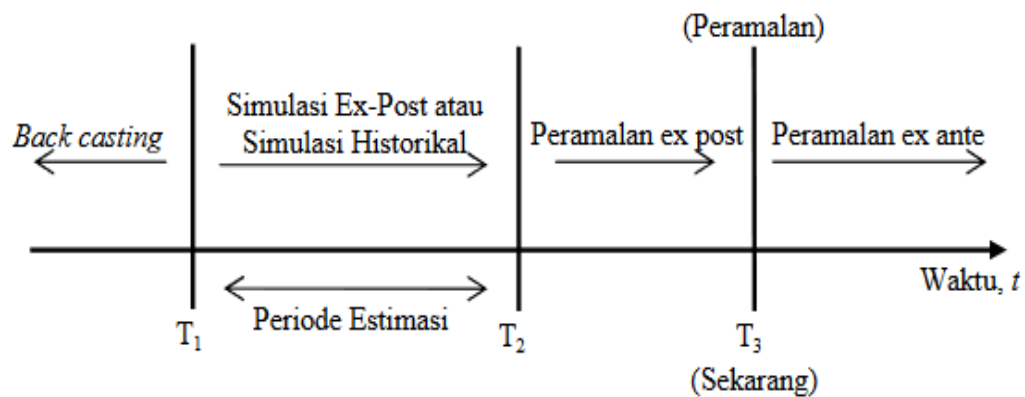 (Peramalan)
Simulasi Ex-Post atau
Simulasi Historikal
Back casting
Peramalan ex post
Peramalan ex ante
Waktu, t
Periode Estimasi
T1
T2
T3
(Sekarang)